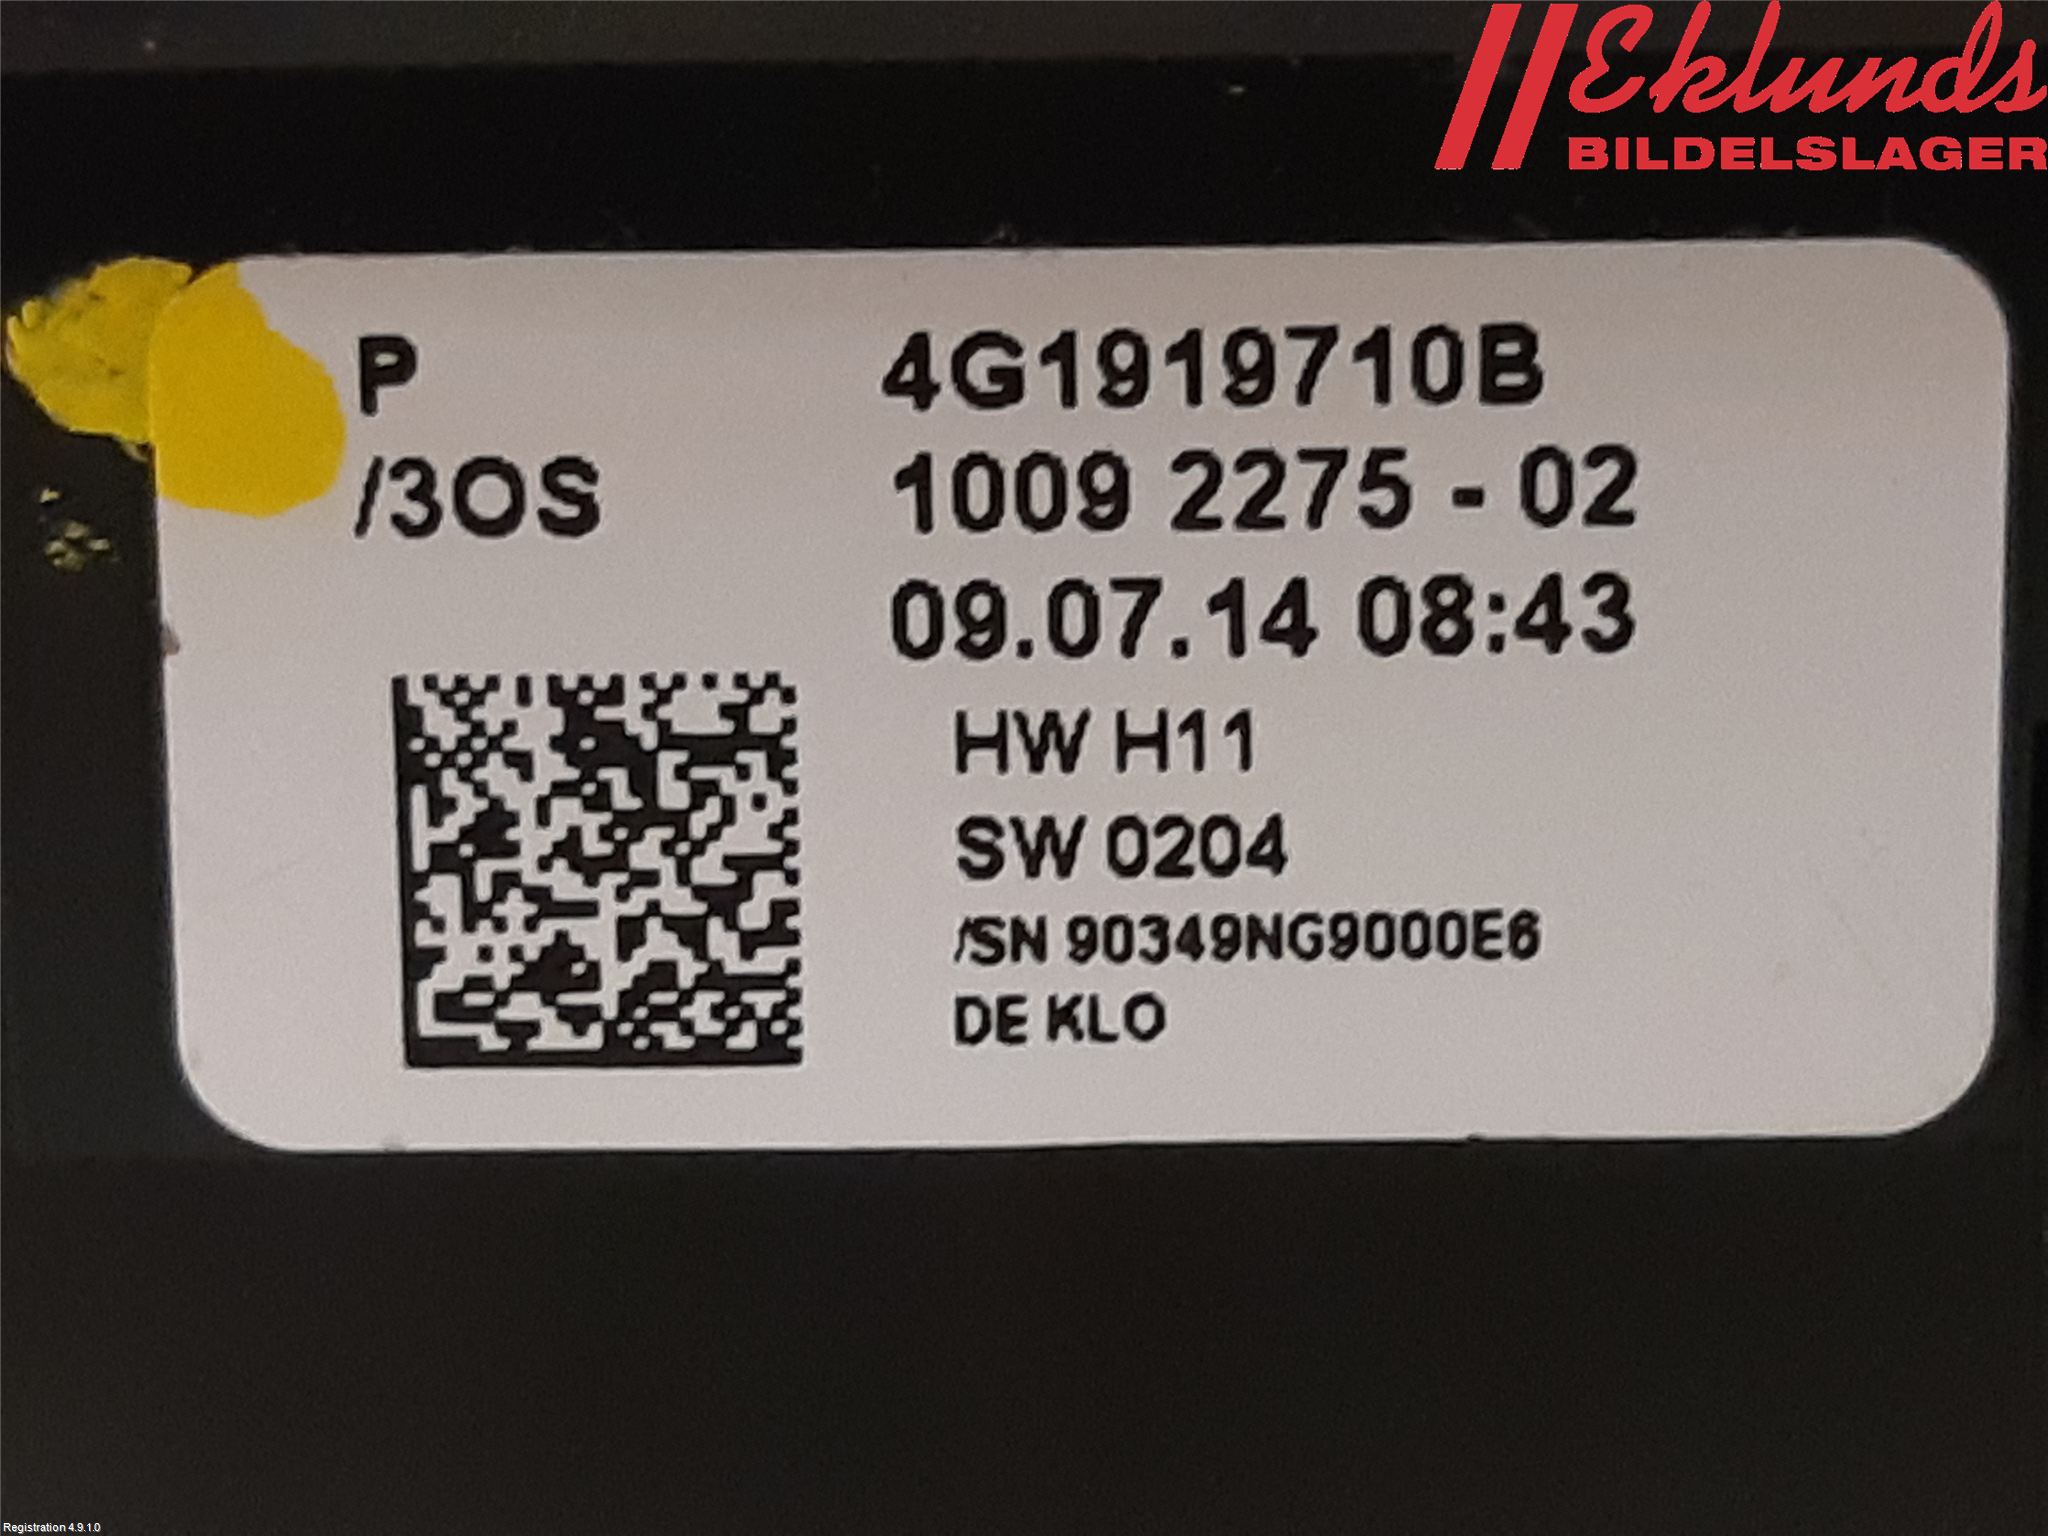 Eklunds
BILDELSLAGER
P 4G1919710B
/3OS 1009 2275 - 02
09.07.14 08:43
HW H11
SW 0204
/SN 90349NG9000E6
DE KLO
Registration 4.9.1.0